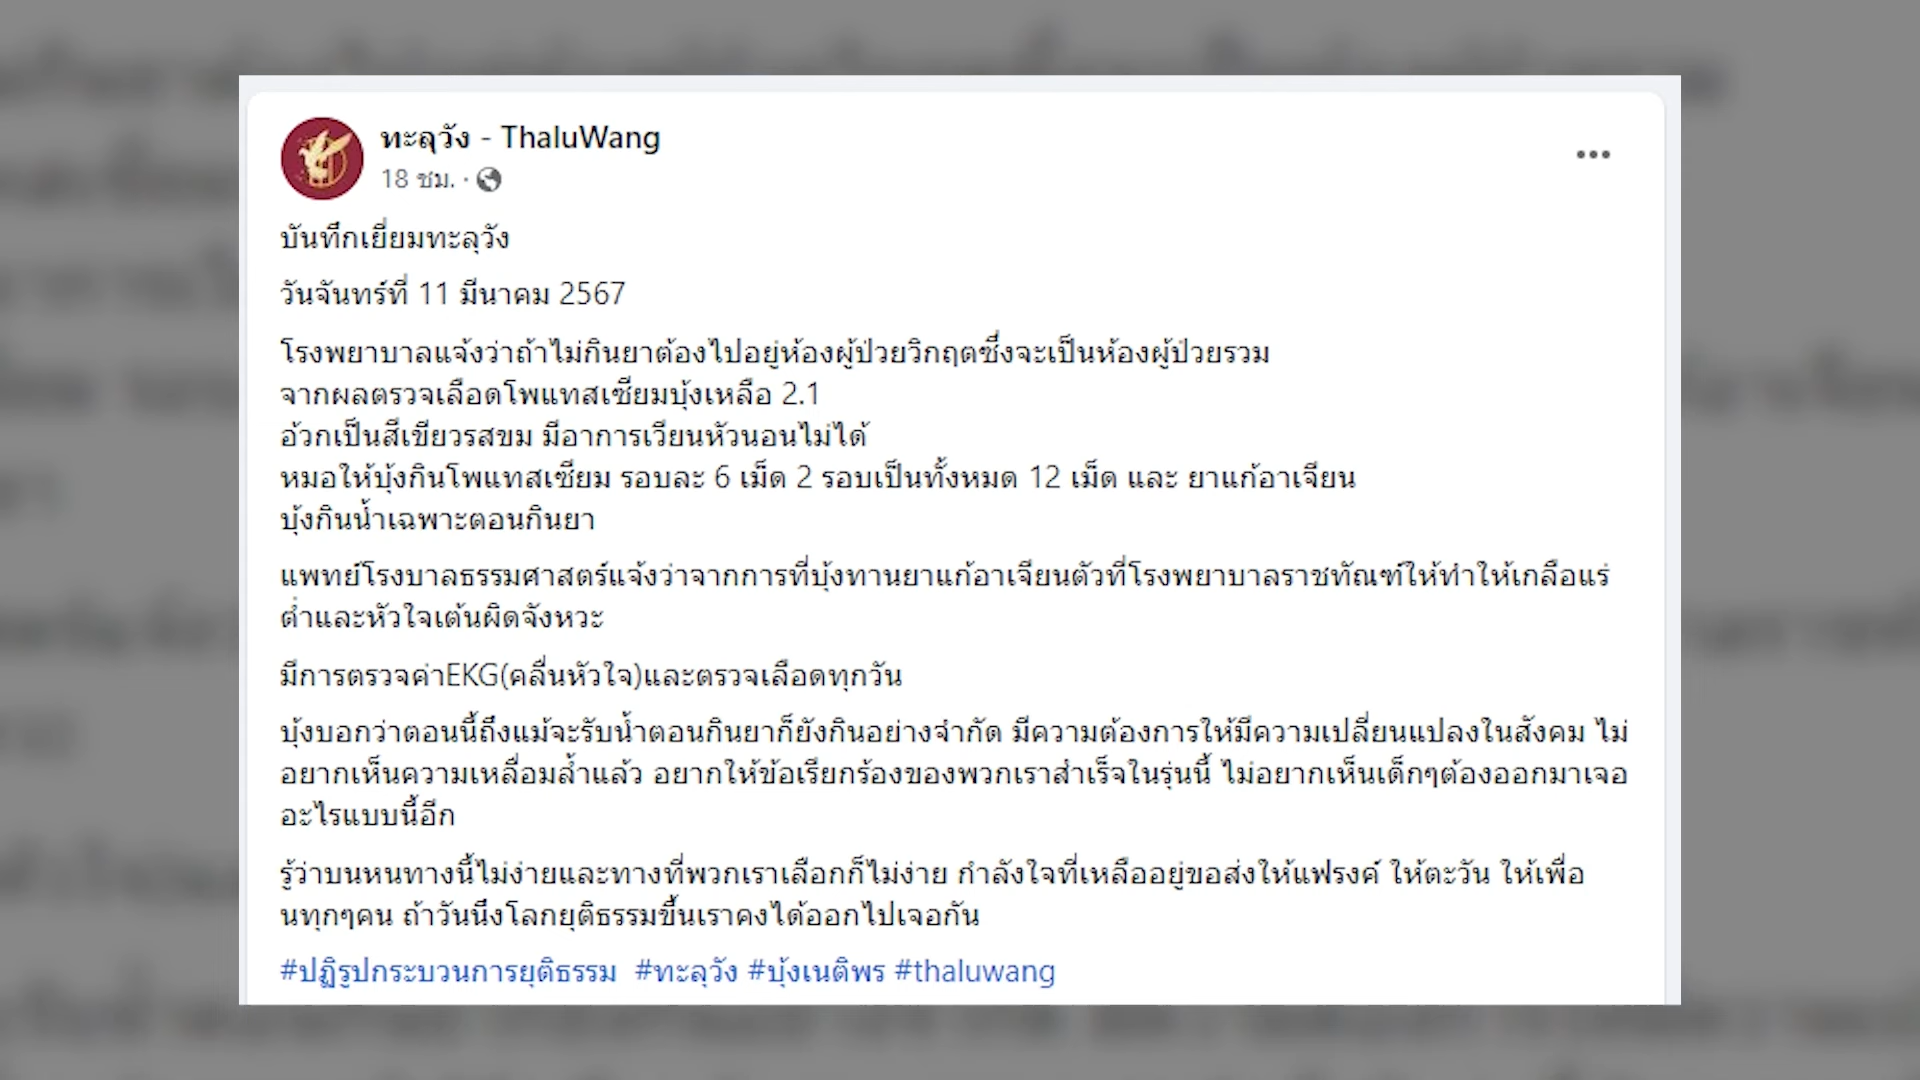 ทะลุวัง - ThaluWang
18 ชม. ·
บันทึกเยี่ยมทะลุวัง
วันจันทร์ที่ 11 มีนาคม 2567
โรงพยาบาลแจ้งว่าถ้าไม่กินยาต้องไปอยู่ห้องผู้ป่วยวิกฤตซึ่งจะเป็นห้องผู้ป่วยรวม
จากผลตรวจเลือดโพแทสเซียมบุ้งเหลือ 2.1
อ้วกเป็นสีเขียวรสขม มีอาการเวียนหัวนอนไม่ได้
หมอให้บุ้งกินโพแทสเซียม รอบละ 6 เม็ด 2 รอบเป็นทั้งหมด 12 เม็ด และ ยาแก้อาเจียน
บุ้งกินน้ำเฉพาะตอนกินยา
แพทย์โรงบาลธรรมศาสตร์แจ้งว่าจากการที่บุ้งทานยาแก้อาเจียนตัวที่โรงพยาบาลราชทัณฑ์ให้ทำให้เกลือแร่
ต่ำและหัวใจเต้นผิดจังหวะ
มีการตรวจค่าEKG(คลื่นหัวใจ)และตรวจเลือดทุกวัน
บุ้งบอกว่าตอนนี้ถึงแม้จะรับน้ำตอนกินยาก็ยังกินอย่างจำกัด มีความต้องการให้มีความเปลี่ยนแปลงในสังคม ไม่
อยากเห็นความเหลื่อมล้ำแล้ว อยากให้ข้อเรียกร้องของพวกเราสำเร็จในรุ่นนี้ ไม่อยากเห็นเด็กๆต้องออกมาเจอ
อะไรแบบนี้อีก
รู้ว่าบนหนทางนี้ไม่ง่ายและทางที่พวกเราเลือกก็ไม่ง่าย กำลังใจที่เหลืออยู่ขอส่งให้แฟรงค์ ให้ตะวัน ให้เพื่อ
นทุกๆคน ถ้าวันนึงโลกยุติธรรมขึ้นเราคงได้ออกไปเจอกัน
#ปฏิรูปกระบวนการยุติธรรม #ทะลุวัง #บุ้งเนติพร #thaluwang